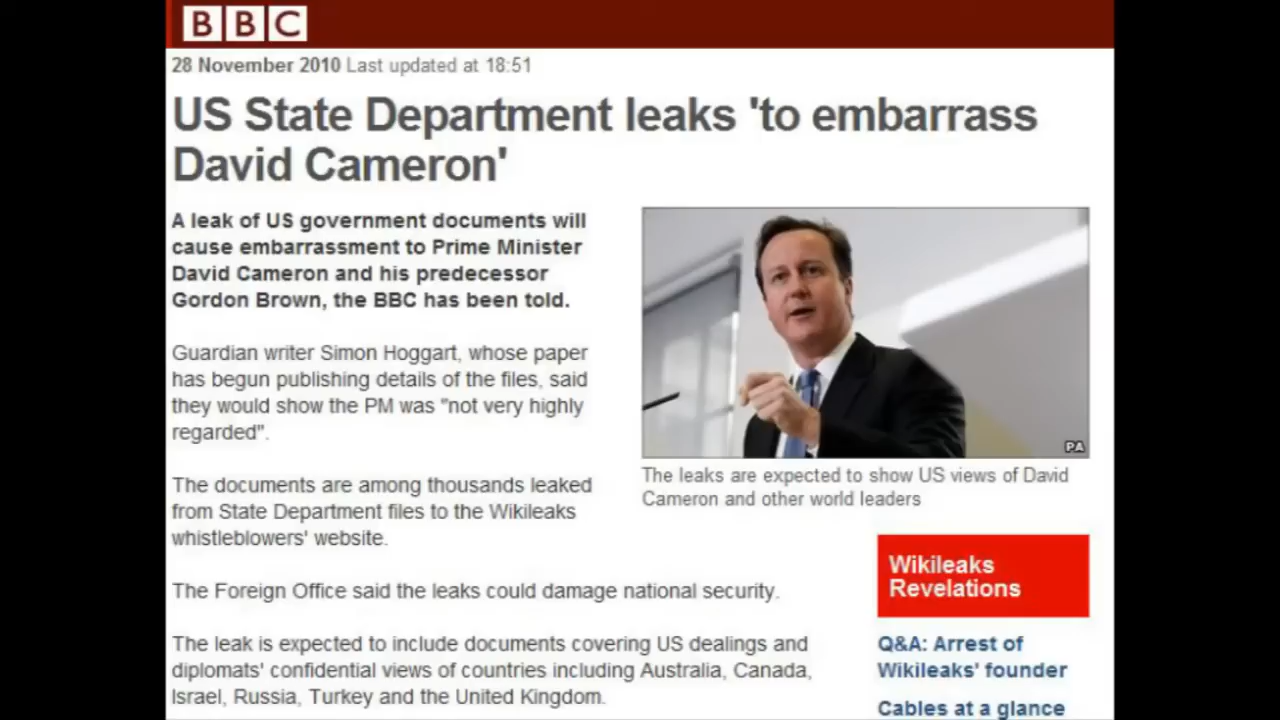 BBC
28 November 2010 Last updated at 18:51
US State Department leaks 'to embarrass
David Cameron'
A leak of US government documents will
cause embarrassment to Prime Minister
David Cameron and his predecessor
Gordon Brown, the BBC has been told.
Guardian writer Simon Hoggart, whose paper
has begun publishing details of the files, said
they would show the PM was "not very highly
regarded".
The documents are among thousands leaked
from State Department files to the Wikileaks
whistleblowers' website.
The Foreign Office said the leaks could damage national security.
The leak is expected to include documents covering US dealings and
diplomats' confidential views of countries including Australia, Canada,
Israel, Russia, Turkey and the United Kingdom.
PA
The leaks are expected to show US views of David
Cameron and other world leaders
Wikileaks
Revelations
Q&A: Arrest of
Wikileaks' founder
Cables at a glance